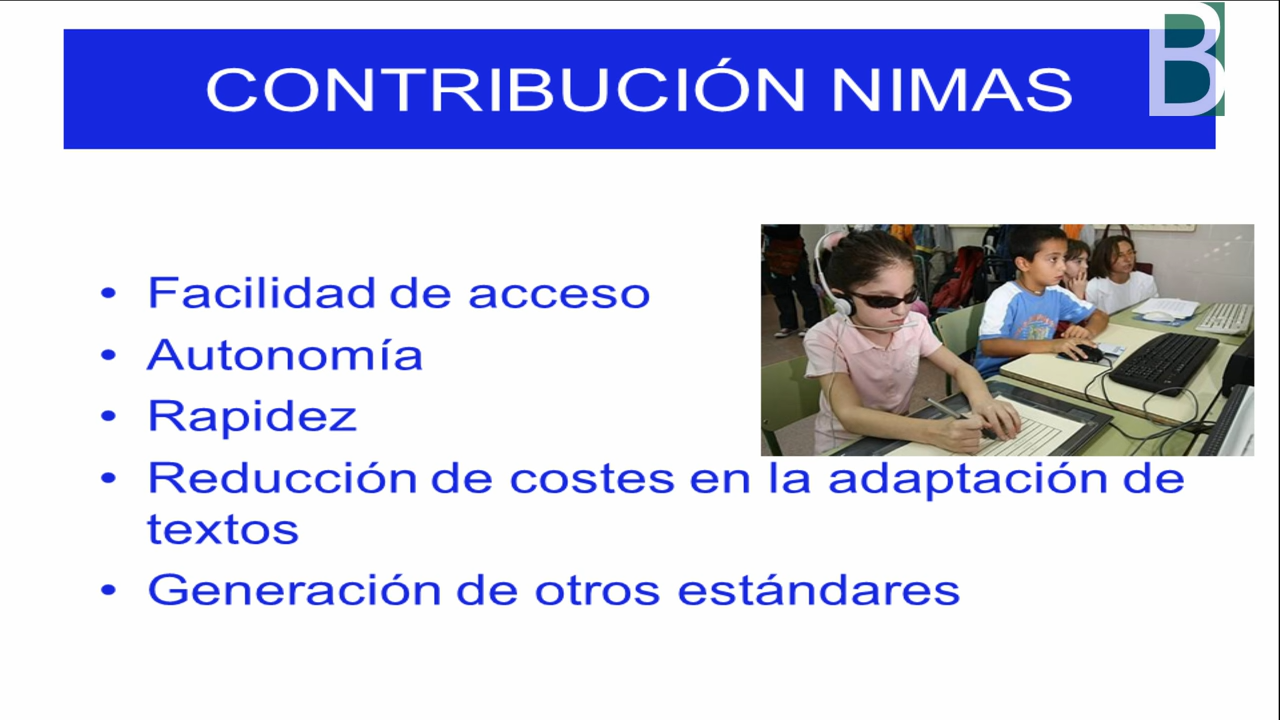 CONTRIBUCIÓN NIMAS
B
• Facilidad de acceso
• Autonomía
• Rapidez
• Reducción de costes en la adaptación de
textos
• Generación de otros estándares